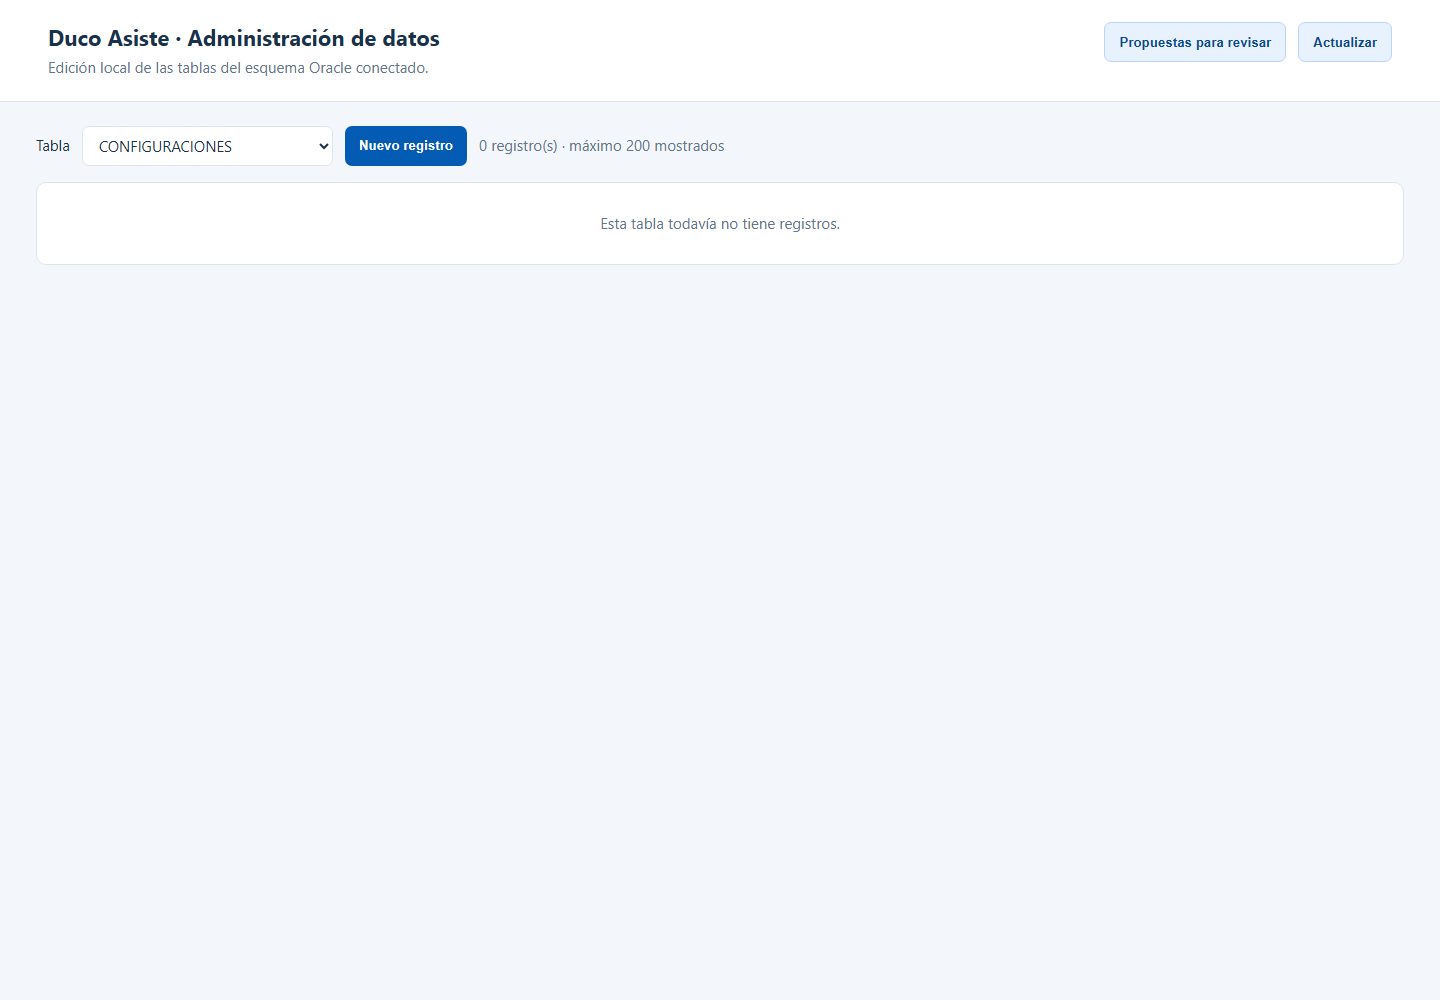 Duco Asiste · Administración de datos
Edición local de las tablas del esquema Oracle conectado.
Propuestas para revisar
Actualizar
Tabla
CONFIGURACIONES
Nuevo registro
0 registro(s) · máximo 200 mostrados
Esta tabla todavía no tiene registros.